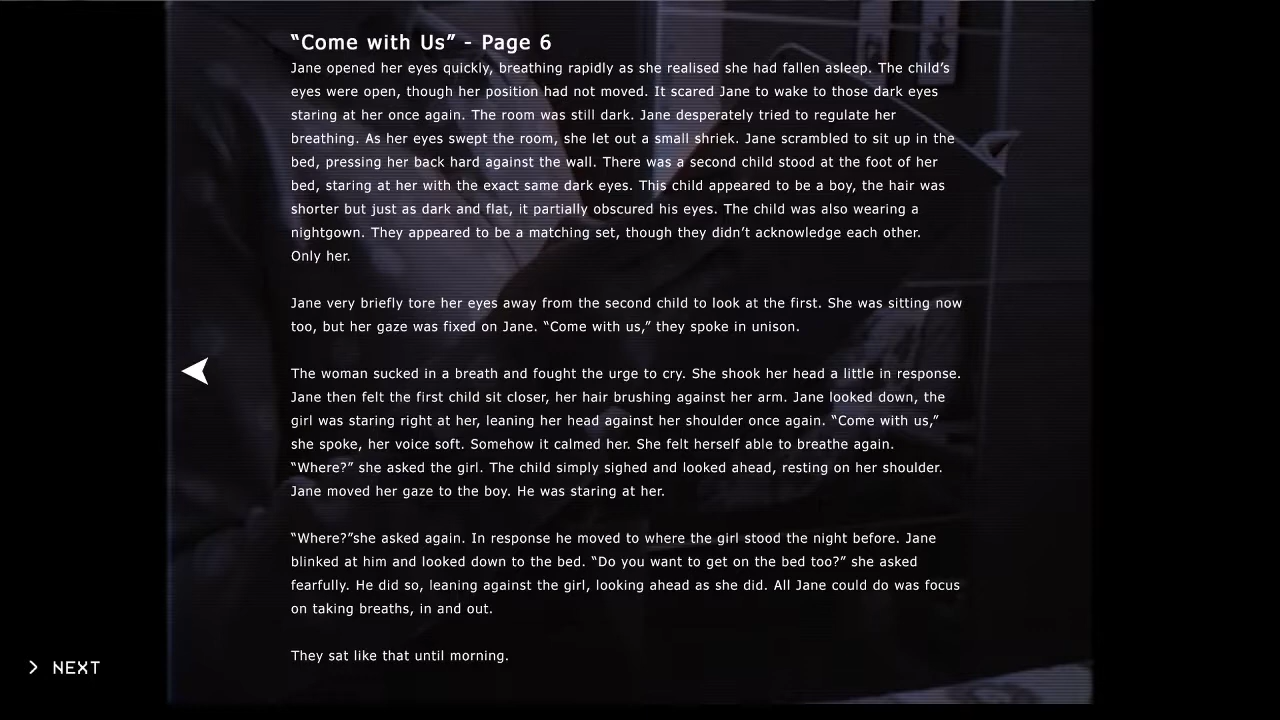 “Come with Us” - Page 6
Jane opened her eyes quickly, breathing rapidly as she realised she had fallen asleep. The child’s
eyes were open, though her position had not moved. It scared Jane to wake to those dark eyes
staring at her once again. The room was still dark. Jane desperately tried to regulate her
breathing. As her eyes swept the room, she let out a small shriek. Jane scrambled to sit up in the
bed, pressing her back hard against the wall. There was a second child stood at the foot of her
bed, staring at her with the exact same dark eyes. This child appeared to be a boy, the hair was
shorter but just as dark and flat, it partially obscured his eyes. The child was also wearing a
nightgown. They appeared to be a matching set, though they didn’t acknowledge each other.
Only her.
Jane very briefly tore her eyes away from the second child to look at the first. She was sitting now
too, but her gaze was fixed on Jane. “Come with us,” they spoke in unison.
The woman sucked in a breath and fought the urge to cry. She shook her head a little in response.
Jane then felt the first child sit closer, her hair brushing against her arm. Jane looked down, the
girl was staring right at her, leaning her head against her shoulder once again. “Come with us,”
she spoke, her voice soft. Somehow it calmed her. She felt herself able to breathe again.
“Where?” she asked the girl. The child simply sighed and looked ahead, resting on her shoulder.
Jane moved her gaze to the boy. He was staring at her.
“Where?”she asked again. In response he moved to where the girl stood the night before. Jane
blinked at him and looked down to the bed. “Do you want to get on the bed too?” she asked
fearfully. He did so, leaning against the girl, looking ahead as she did. All Jane could do was focus
on taking breaths, in and out.
They sat like that until morning.
> NEXT